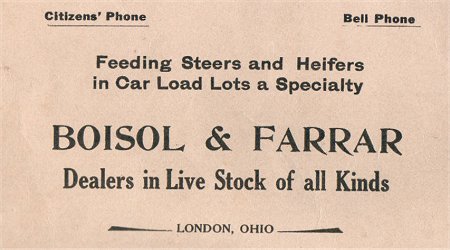 Citizens' Phone Bell Phone
Feeding Steers and Heifers
in Car Load Lots a Specialty
BOISOL & FARRAR
Dealers in Live Stock of all Kinds
LONDON, OHIO